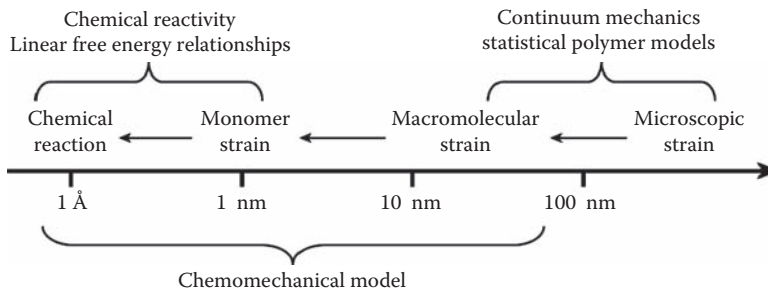 Chemical reactivity
Linear free energy relationships
Continuum mechanics
statistical polymer models
Chemical
reaction
Monomer
strain
Macromolecular
strain
Microscopic
strain
1 Å
1 nm
10 nm
100 nm
Chemomechanical model